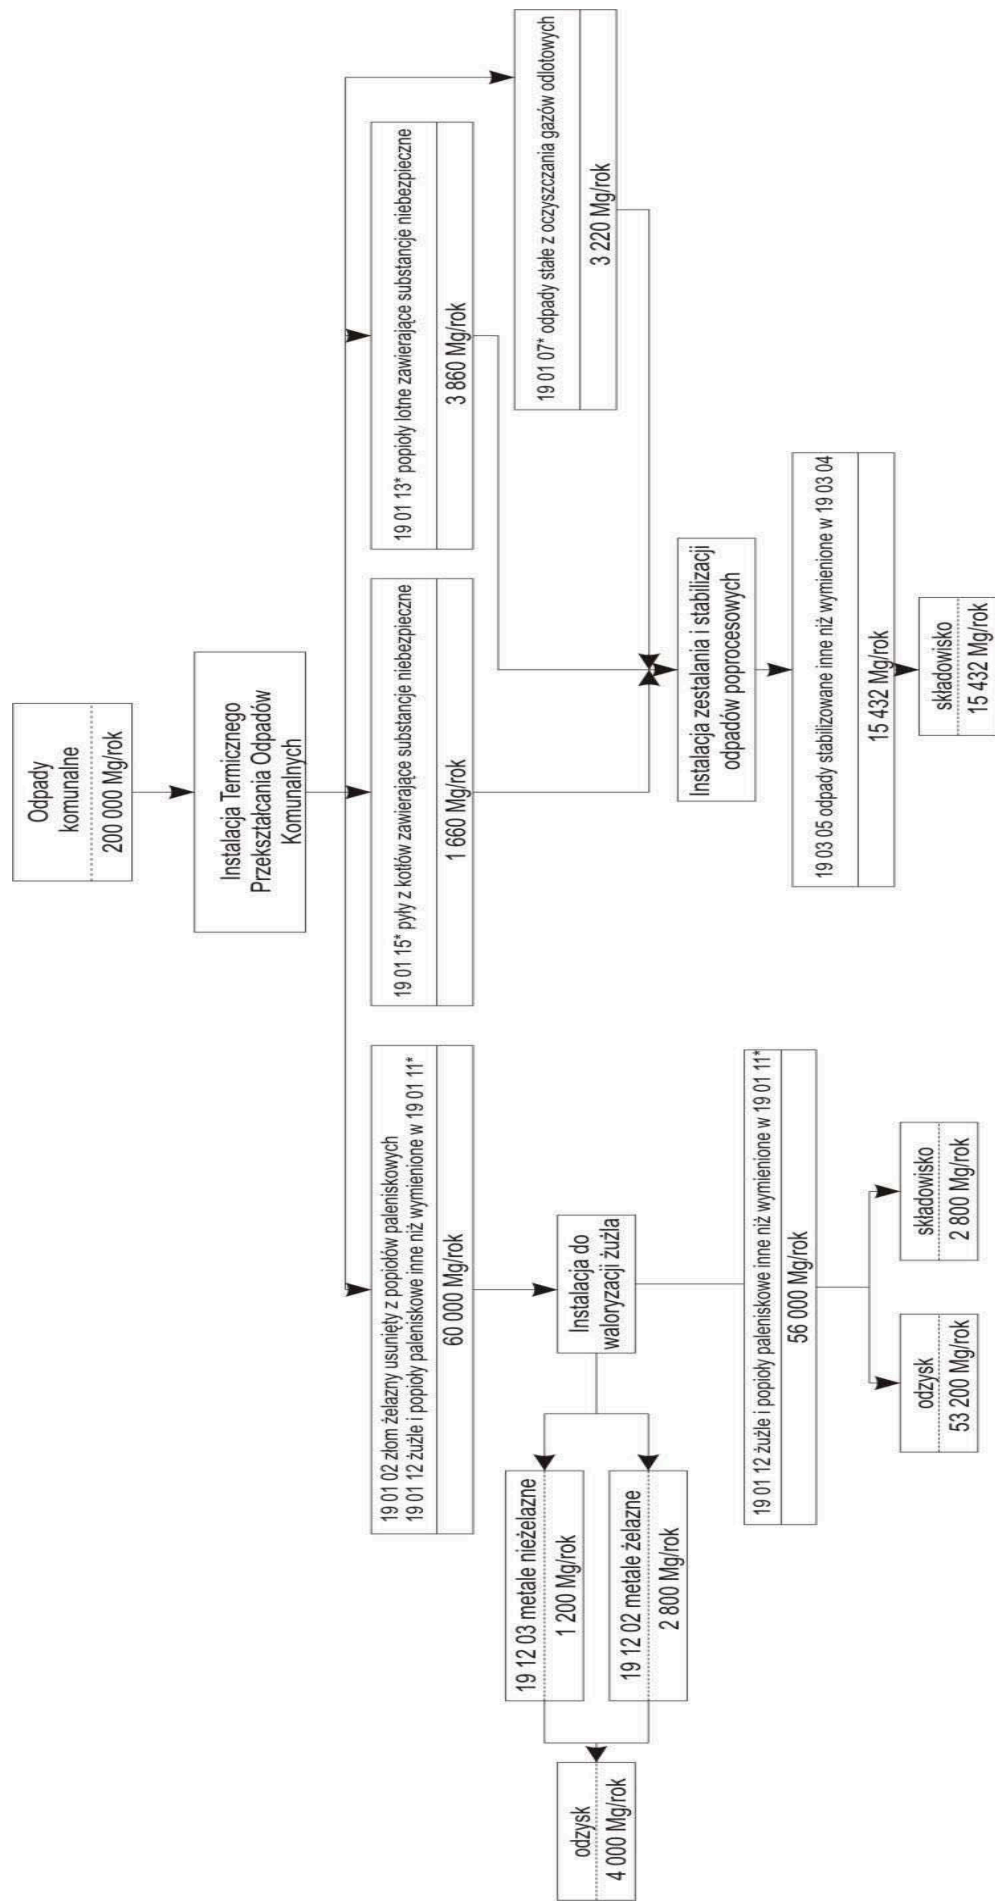 Odpady
komunalne
200 000 Mg/rok
Instalacja Termicznego
Przekształcania Odpadów
Komunalnych
19 01 02 złom żelazny usunięty z popiołów paleniskowych
19 01 12 żużle i popioły paleniskowe inne niż wymienione w 19 01 11*
60 000 Mg/rok
19 01 15* pyły z kotłów zawierające substancje niebezpieczne
1 660 Mg/rok
19 01 13* popioły lotne zawierające substancje niebezpieczne
3 860 Mg/rok
19 01 07* odpady stałe z oczyszczania gazów odlotowych
3 220 Mg/rok
19 12 03 metale nieżelazne
1 200 Mg/rok
19 12 02 metale żelazne
2 800 Mg/rok
odzysk
4 000 Mg/rok
Instalacja do
waloryzacji żużla
Instalacja zestalania i stabilizacji
odpadów poprocesowych
19 01 12 żużle i popioły paleniskowe inne niż wymienione w 19 01 11*
56 000 Mg/rok
19 03 05 odpady stabilizowane inne niż wymienione w 19 03 04
15 432 Mg/rok
odzysk
53 200 Mg/rok
składowisko
2 800 Mg/rok
składowisko
15 432 Mg/rok